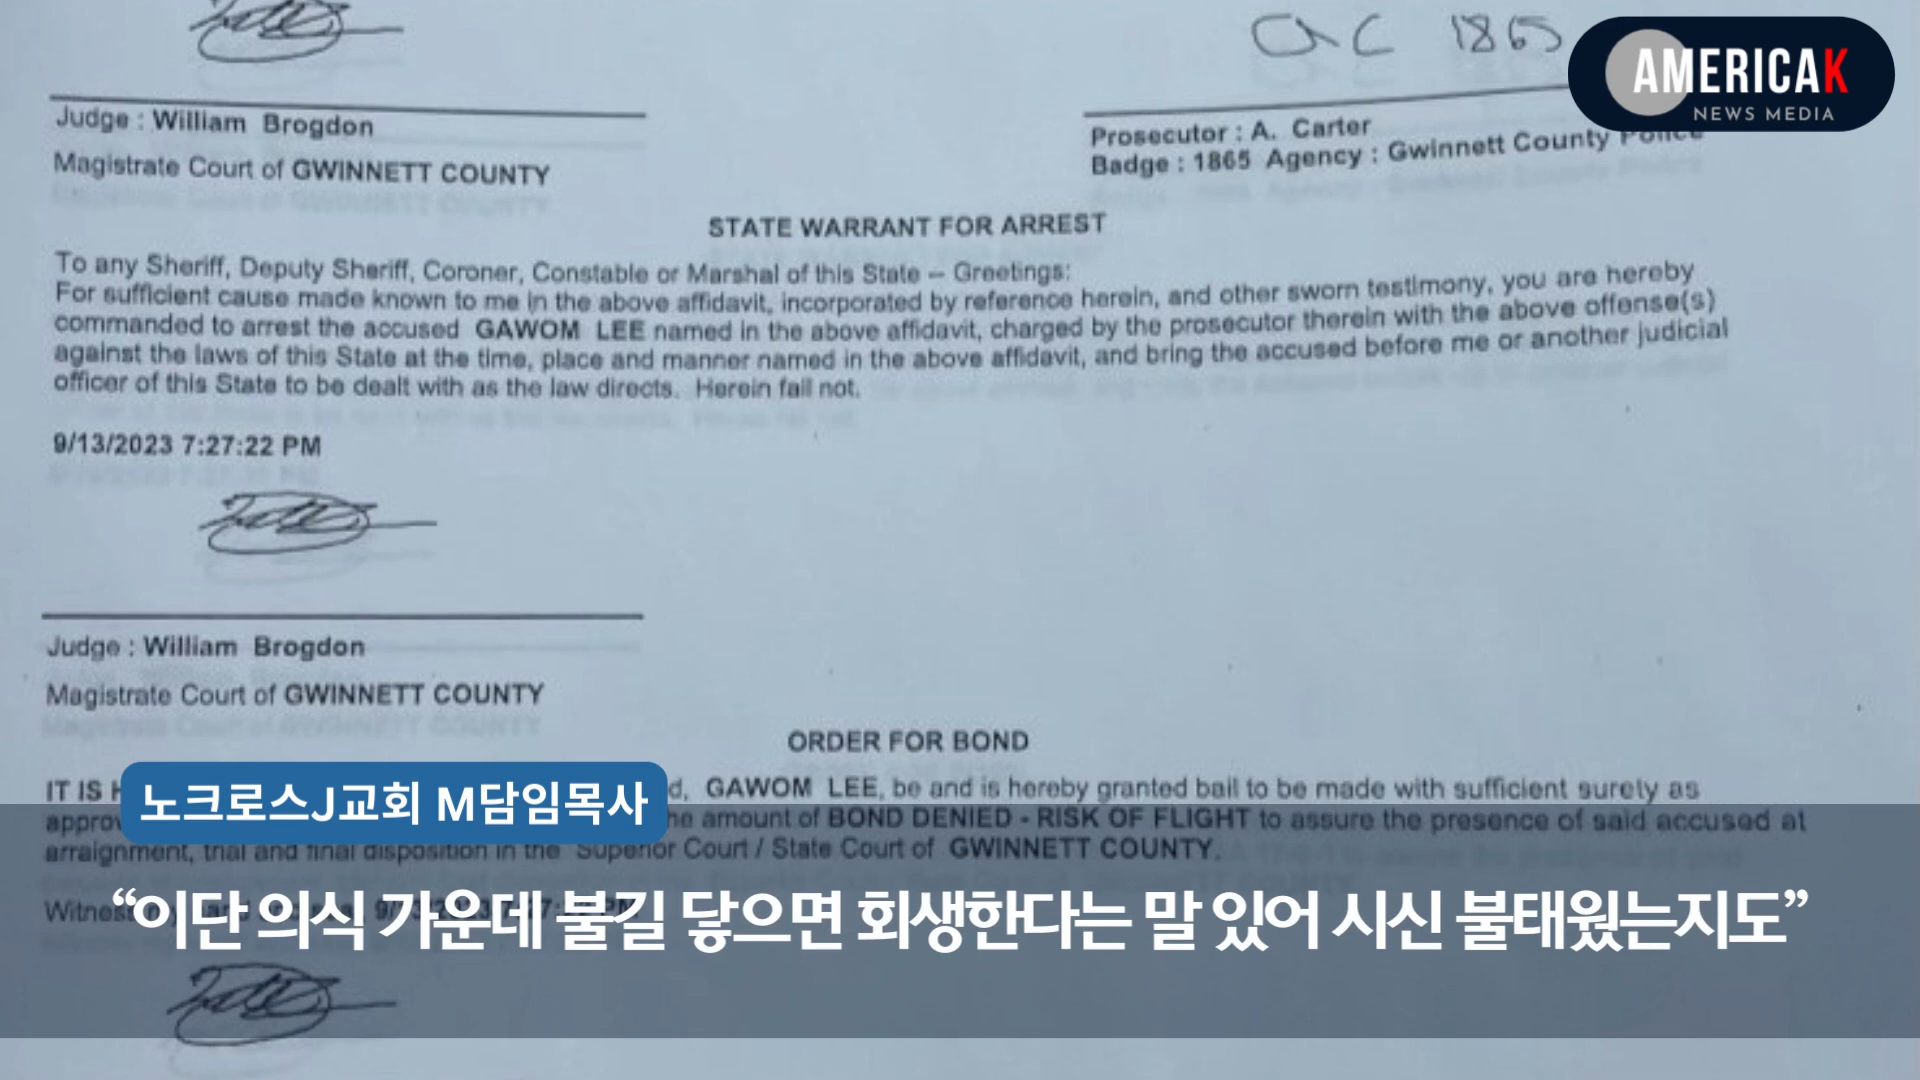 AC 1865
AMERICAK
NEWS MEDIA
Judge : William Brogdon
Prosecutor : A. Carter
Magistrate Court of GWINNETT COUNTY
Badge : 1865 Agency : Gwinnett County Police
STATE WARRANT FOR ARREST
To any Sheriff, Deputy Sheriff, Coroner, Constable or Marshal of this State – Greetings:
For sufficient cause made known to me in the above affidavit, incorporated by reference herein, and other sworn testimony, you are hereby
commanded to arrest the accused GAWOM LEE named in the above affidavit, charged by the prosecutor therein with the above offense(s)
against the laws of this State at the time, place and manner named in the above affidavit, and bring the accused before me or another judicial
officer of this State to be dealt with as the law directs. Herein fail not.
9/13/2023 7:27:22 PM
Judge : William Brogdon
Magistrate Court of GWINNETT COUNTY
ORDER FOR BOND
IT IS GAWOM LEE, be and is hereby granted bail to be made with sufficient surely as
노크로스J교회 M담임목사
amount of BOND DENIED - RISK OF FLIGHT to assure the presence of said accused at
arraignment, trial and final disposition in the Superior Court / State Court of GWINNETT COUNTY.
Witness
“이단 의식 가운데 불길 닿으면 회생한다는 말 있어 시신 불태웠는지도”